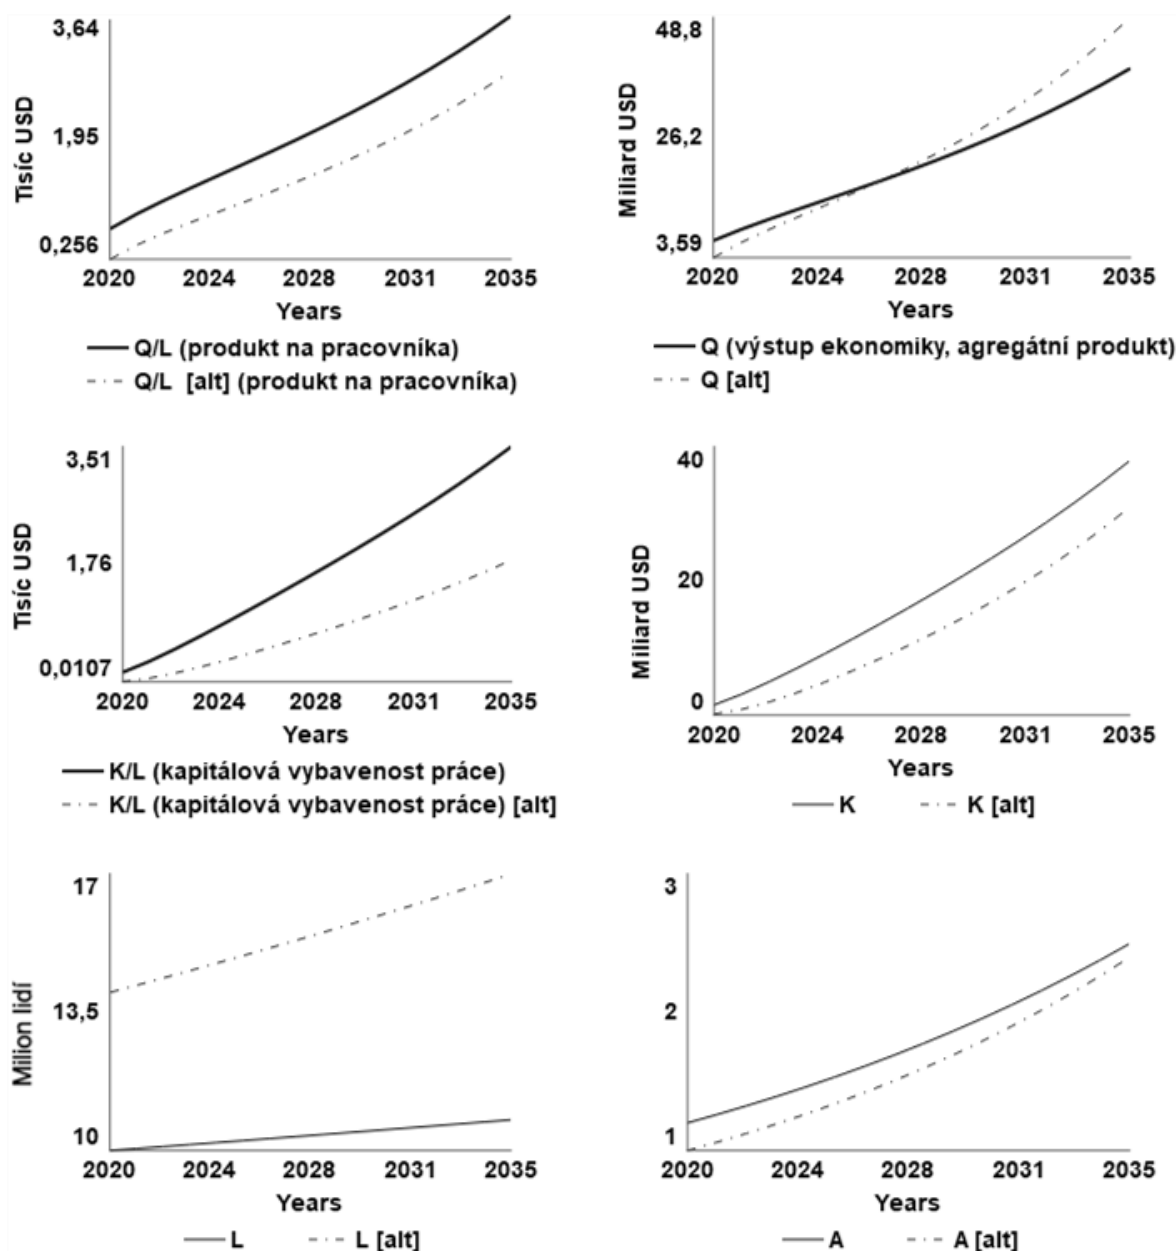 3,64
1,95
0,256
Tisíc USD
2020 2024 2028 2031 2035
Years
Q/L (produkt na pracovníka)
Q/L [alt] (produkt na pracovníka)
48,8
26,2
3,59
Miliard USD
2020 2024 2028 2031 2035
Years
Q (výstup ekonomiky, agregátní produkt)
Q [alt]
3,51
1,76
0,0107
Tisíc USD
2020 2024 2028 2031 2035
Years
K/L (kapitálová vybavenost práce)
K/L (kapitálová vybavenost práce) [alt]
40
20
0
Miliard USD
2020 2024 2028 2031 2035
Years
K K [alt]
17
13,5
10
Milion lidí
2020 2024 2028 2031 2035
Years
L L [alt]
3
2
1
2020 2024 2028 2031 2035
Years
A A [alt]